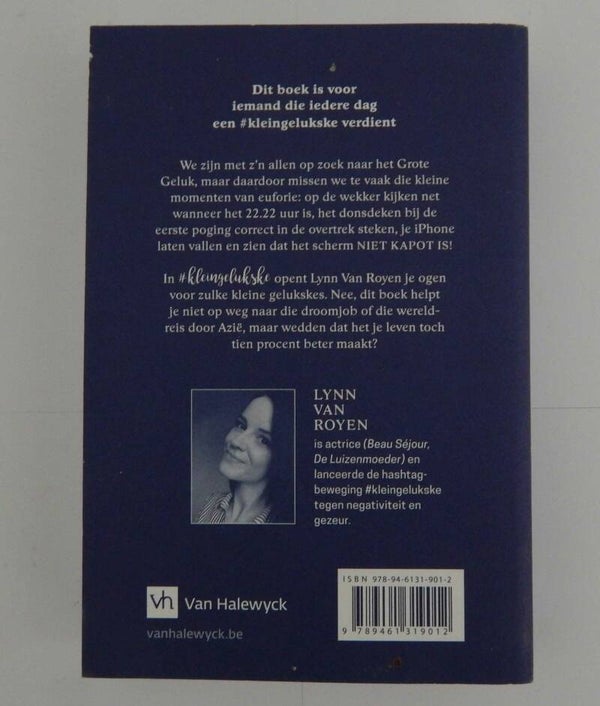 Dit boek is voor
iemand die iedere dag
een #kleingelukske verdient
We zijn met z'n allen op zoek naar het Grote
Geluk, maar daardoor missen we te vaak die kleine
momenten van euforie: op de wekker kijken net
wanneer het 22.22 uur is, het donsdeken bij de
eerste poging correct in de overtrek steken, je iPhone
laten vallen en zien dat het scherm NIET KAPOT IS!
In #kleingelukske opent Lynn Van Royen je ogen
voor zulke kleine gelukskes. Nee, dit boek helpt
je niet op weg naar die droomjob of die wereld-
reis door Azië, maar wedden dat het je leven toch
tien procent beter maakt?
LYNN
VAN
ROYEN
is actrice (Beau Séjour,
De Luizenmoeder) en
lanceerde de hashtag-
beweging #kleingelukske
tegen negativiteit en
gezeur.
vh Van Halewyck
vanhalewyck.be
ISBN 978-94-6131-901-2
9 789461 319012